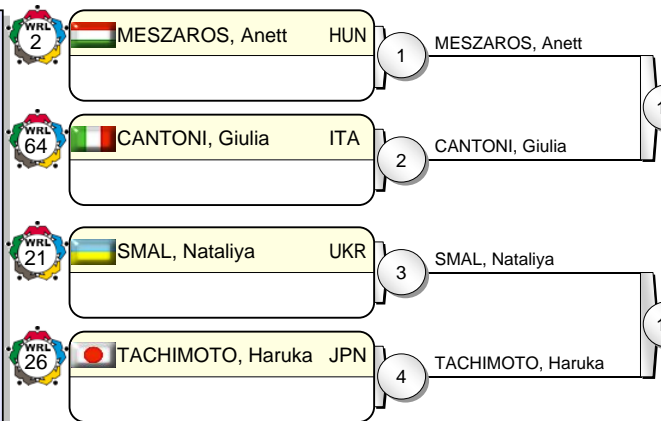 WRL
2
MESZAROS, Anett HUN
1
MESZAROS, Anett
WRL
64
CANTONI, Giulia ITA
2
CANTONI, Giulia
WRL
21
SMAL, Nataliya UKR
3
SMAL, Nataliya
WRL
26
TACHIMOTO, Haruka JPN
4
TACHIMOTO, Haruka